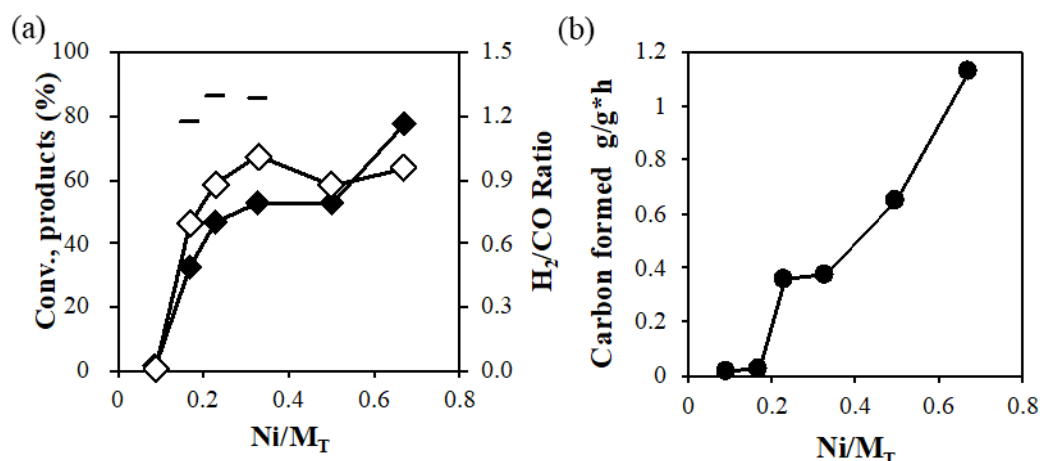 (a)
Conv., products (%)
100
80
60
40
20
0
1.5
1.2
0.9
0.6
0.3
0.0
H₂/CO Ratio
0 0.2 0.4 0.6 0.8
Ni/M_T
(b)
Carbon formed g/g*h
1.2
1
0.8
0.6
0.4
0.2
0
0 0.2 0.4 0.6 0.8
Ni/M_T